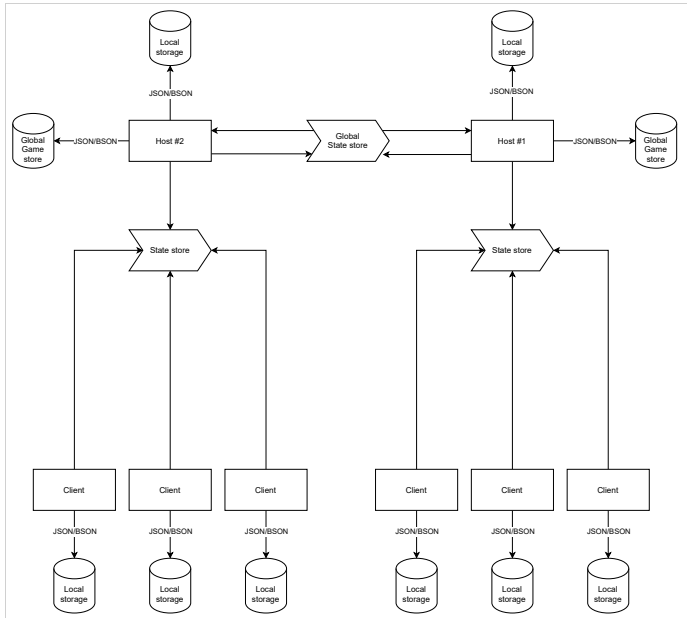 Local
storage
Local
storage
JSON/BSON
JSON/BSON
Global
Game
store
JSON/BSON
Host #2
Global
State store
Host #1
JSON/BSON
Global
Game
store
State store
State store
Client
Client
Client
Client
Client
Client
JSON/BSON
JSON/BSON
JSON/BSON
JSON/BSON
JSON/BSON
JSON/BSON
Local
storage
Local
storage
Local
storage
Local
storage
Local
storage
Local
storage